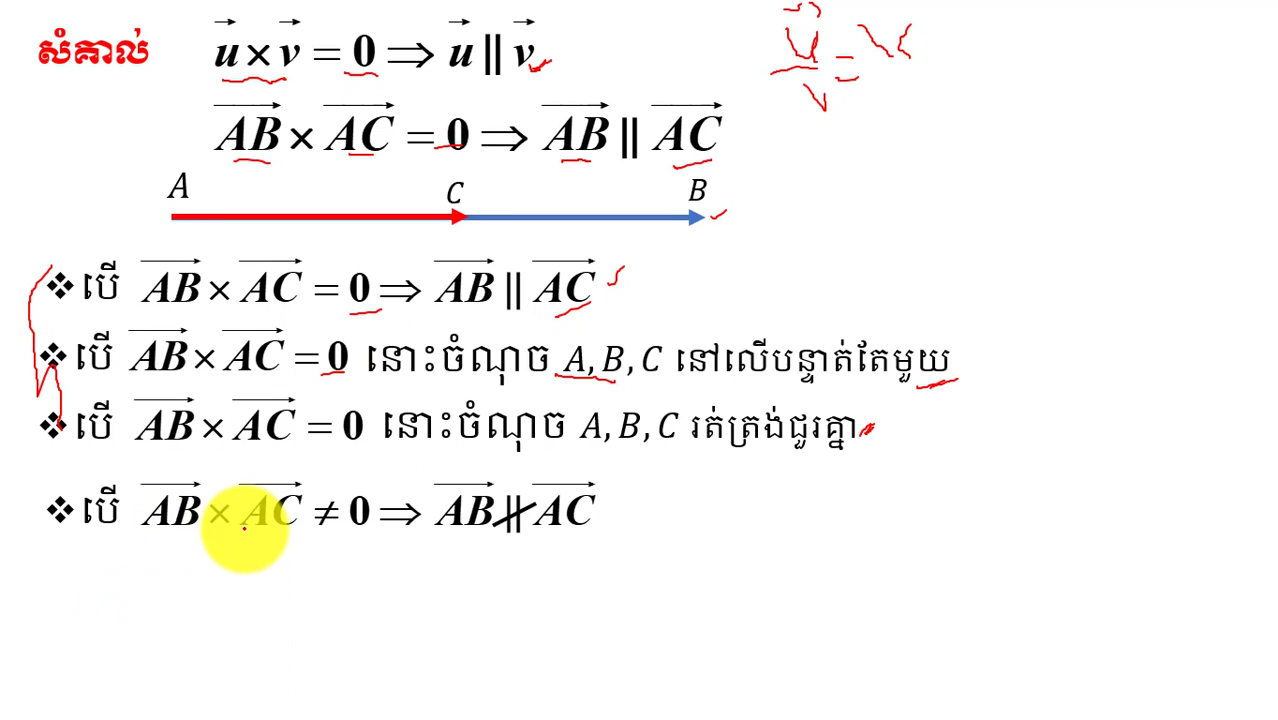 សំគាល់ u⃗ × v⃗ = 0 ⇒ u⃗ || v⃗
AB⃗ × AC⃗ = 0 ⇒ AB⃗ || AC⃗
A C B
❖ បើ AB⃗ × AC⃗ = 0 ⇒ AB⃗ || AC⃗
❖ បើ AB⃗ × AC⃗ = 0 នោះចំណុច A, B, C នៅលើបន្ទាត់តែមួយ
❖ បើ AB⃗ × AC⃗ = 0 នោះចំណុច A, B, C រត់ត្រង់ជួរគ្នា
❖ បើ AB⃗ × AC⃗ ≠ 0 ⇒ AB⃗ ∦ AC⃗